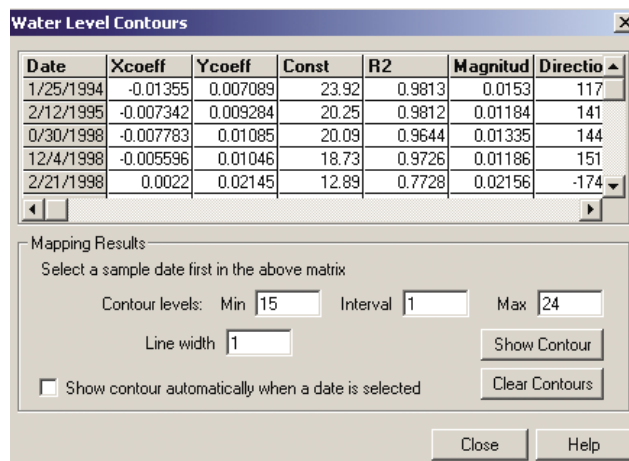 Water Level Contours
Date Xcoeff Ycoeff Const R2 Magnitud Directio
1/25/1994 -0.01355 0.007089 23.92 0.9813 0.0153 117
2/12/1995 -0.007342 0.009284 20.25 0.9812 0.01184 141
0/30/1998 -0.007783 0.01085 20.09 0.9644 0.01335 144
12/4/1998 -0.005596 0.01046 18.73 0.9726 0.01186 151
2/21/1998 0.0022 0.02145 12.89 0.7728 0.02156 -174
Mapping Results
Select a sample date first in the above matrix
Contour levels: Min 15 Interval 1 Max 24
Line width 1
Show Contour
Show contour automatically when a date is selected
Clear Contours
Close Help